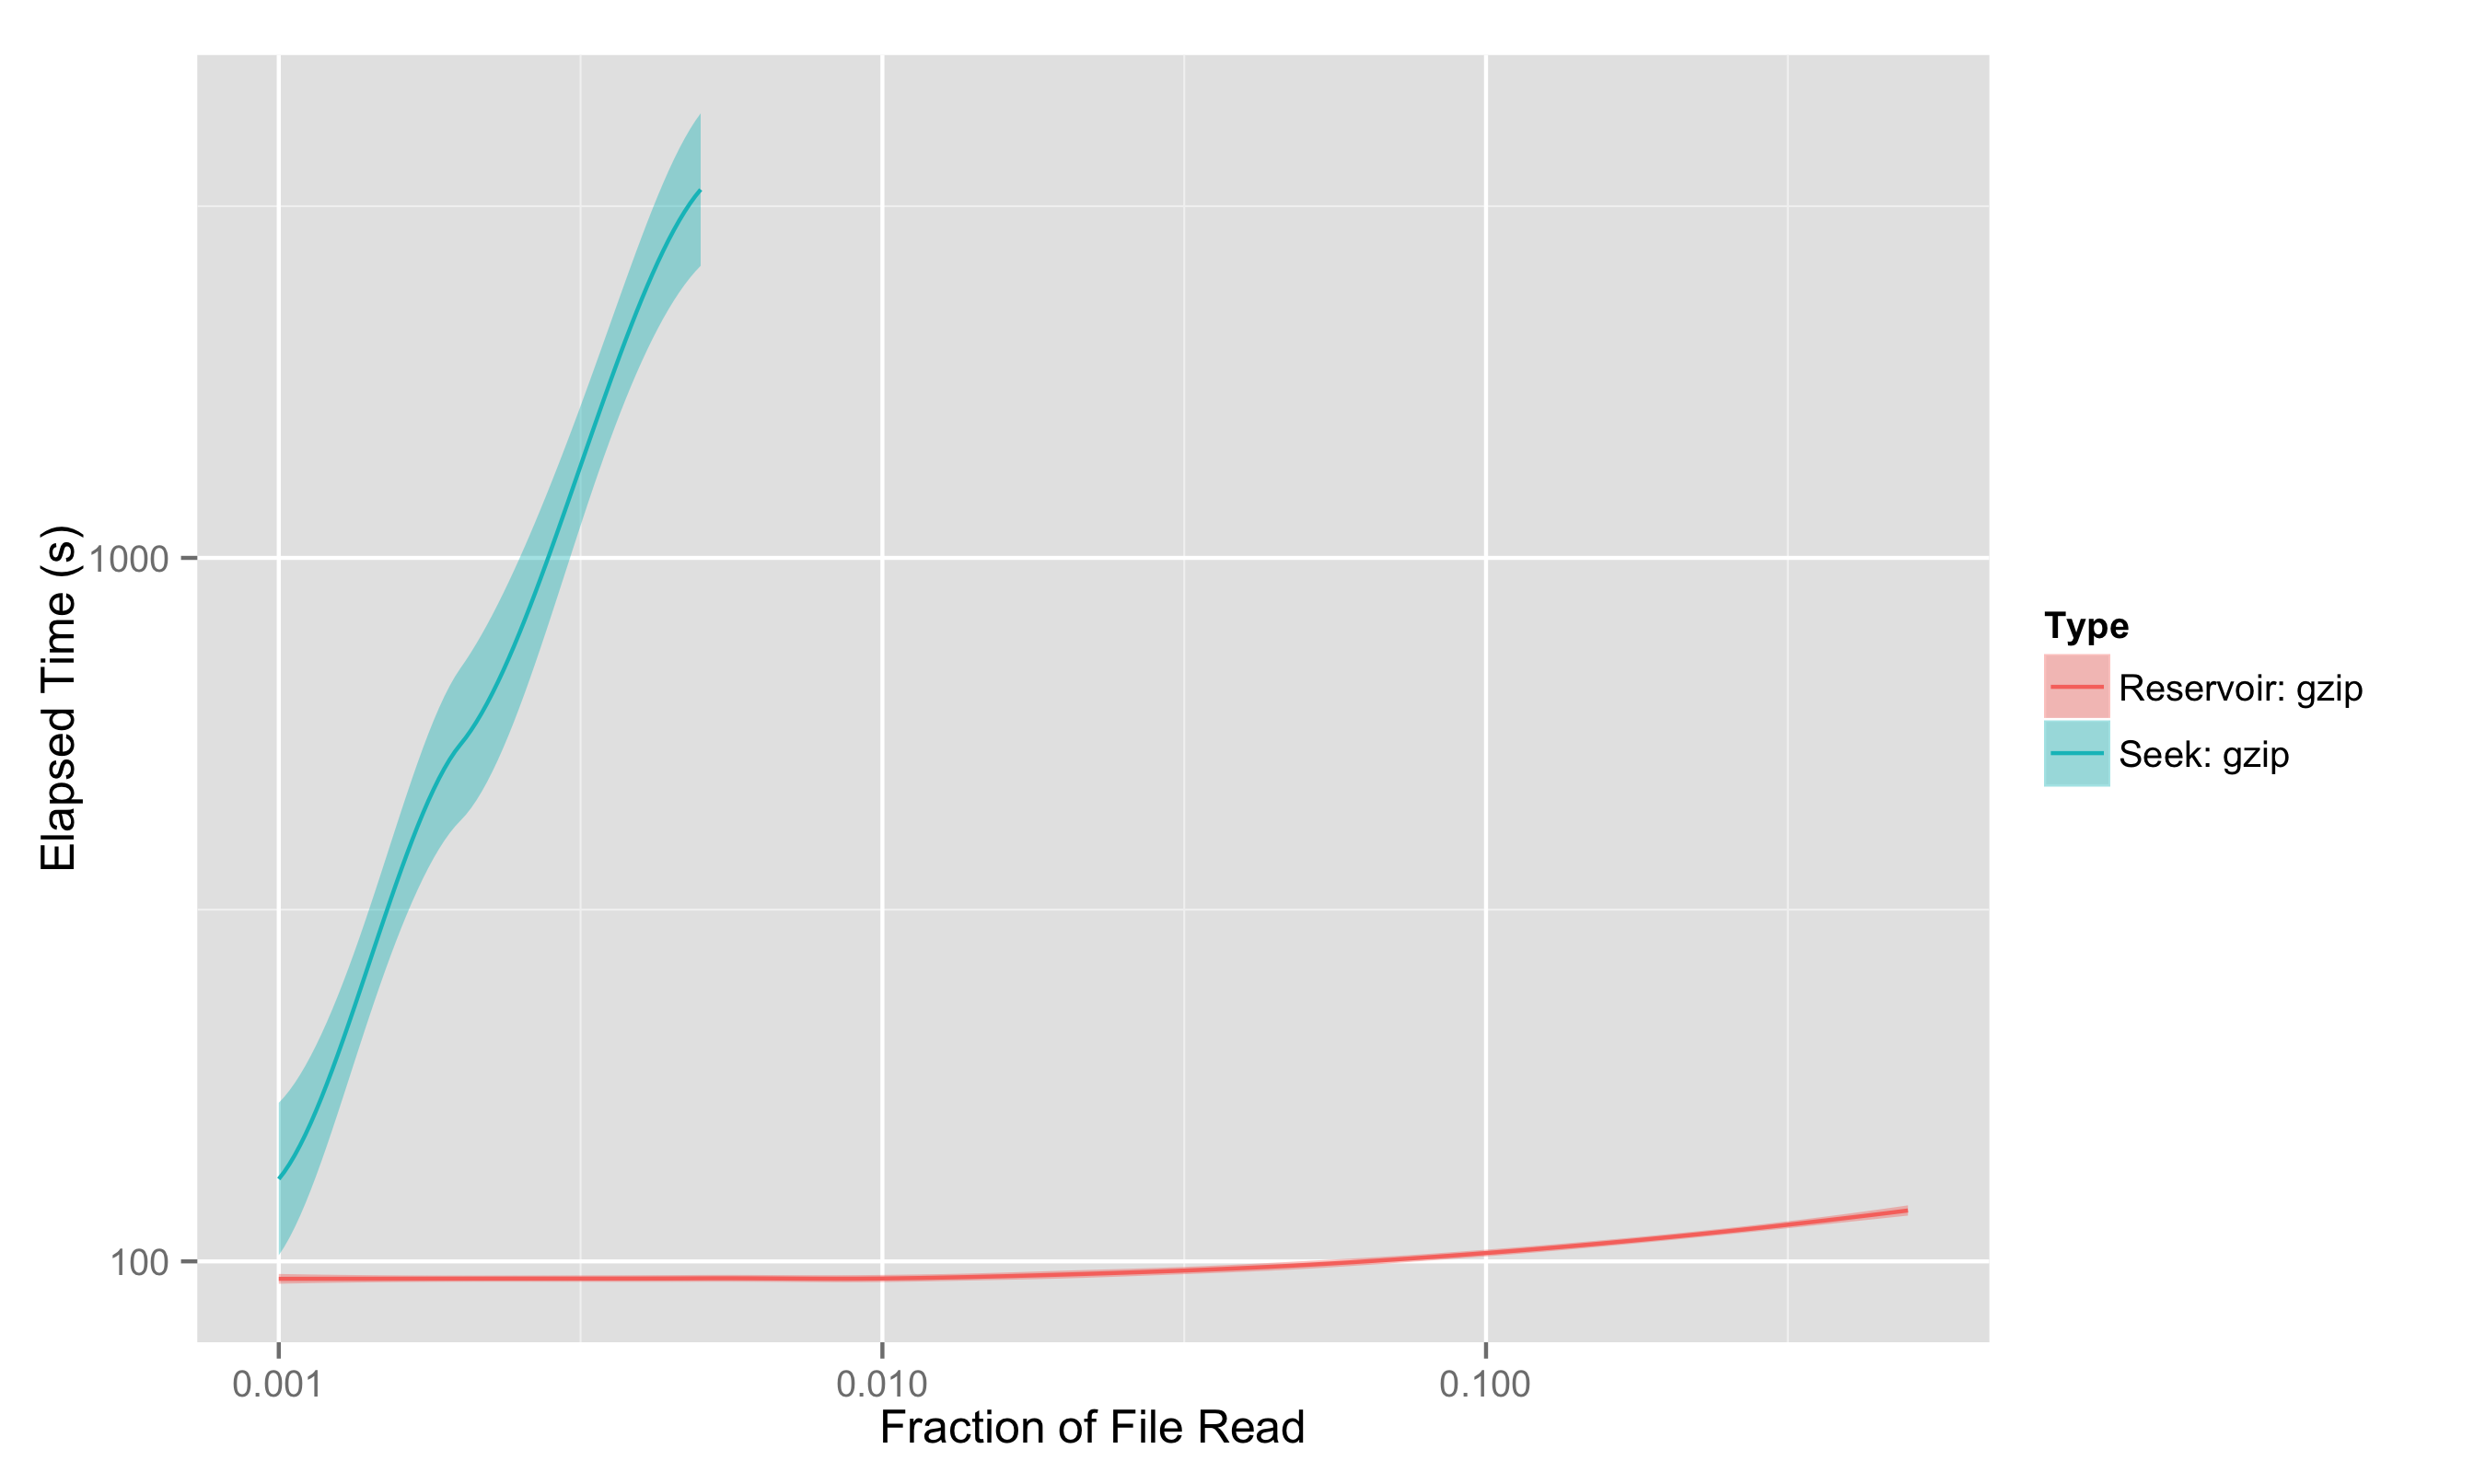 Elapsed Time (s)
1000
100
0.001
0.010
0.100
Fraction of File Read
Type
Reservoir: gzip
Seek: gzip